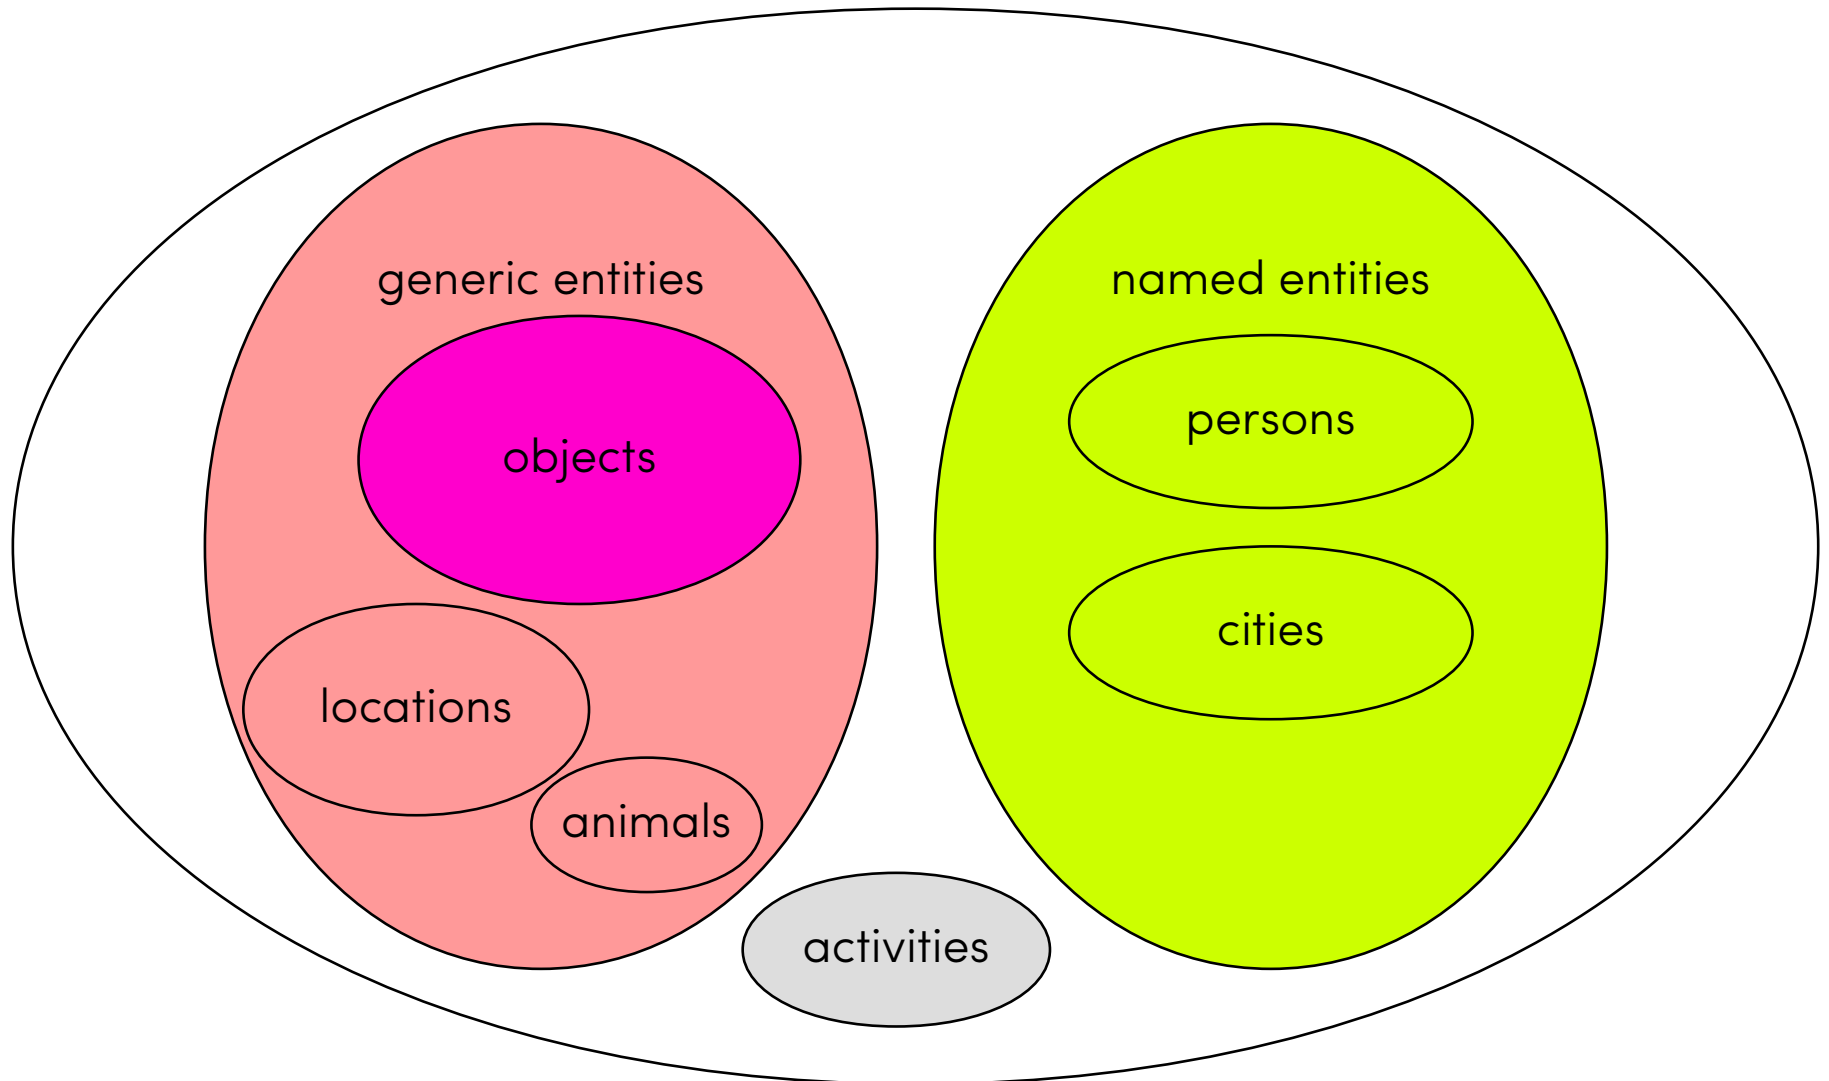 generic entities
objects
locations
animals
named entities
persons
cities
activities